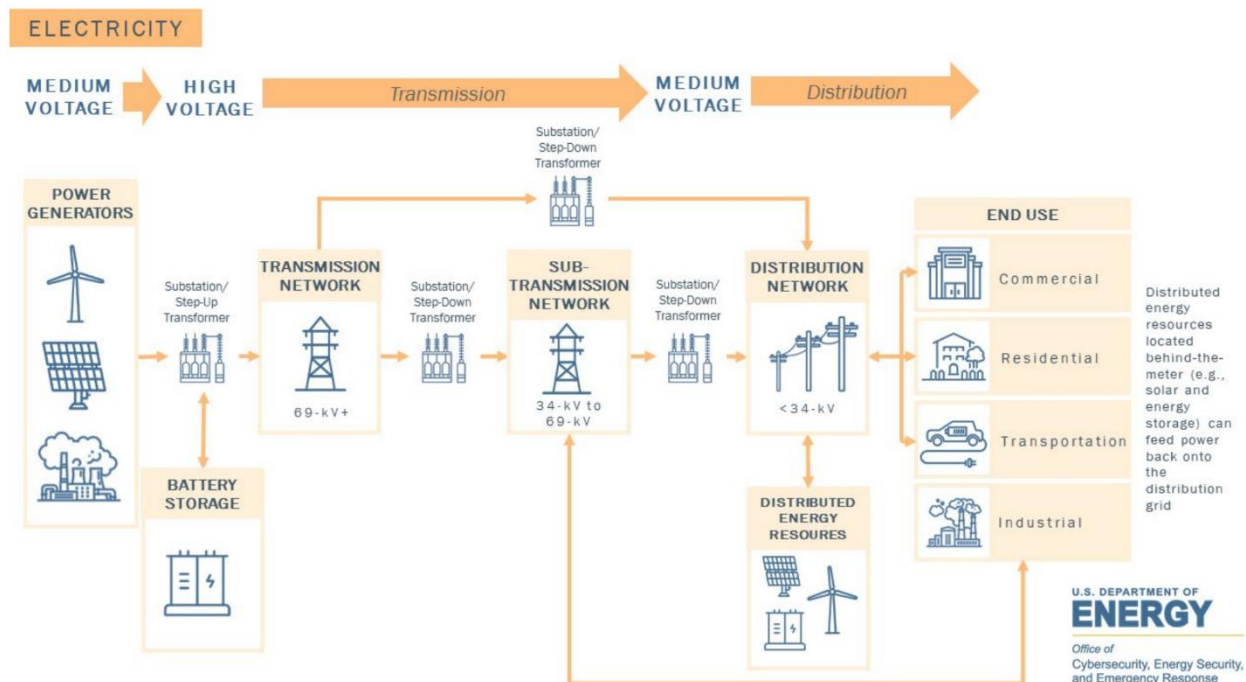 ELECTRICITY
MEDIUM
VOLTAGE
HIGH
VOLTAGE
Transmission
MEDIUM
VOLTAGE
Distribution
Substation/
Step-Down
Transformer
POWER
GENERATORS
Substation/
Step-Up
Transformer
BATTERY
STORAGE
TRANSMISSION
NETWORK
69-kV+
Substation/
Step-Down
Transformer
SUB-
TRANSMISSION
NETWORK
34-kV to
69-kV
Substation/
Step-Down
Transformer
DISTRIBUTION
NETWORK
<34-kV
DISTRIBUTED
ENERGY
RESOURES
END USE
Commercial
Residential
Transportation
Industrial
Distributed
energy
resources
located
behind-the-
meter (e.g.,
solar and
energy
storage) can
feed power
back onto
the
distribution
grid
U.S. DEPARTMENT OF
ENERGY
Office of
Cybersecurity, Energy Security,
and Emergency Response